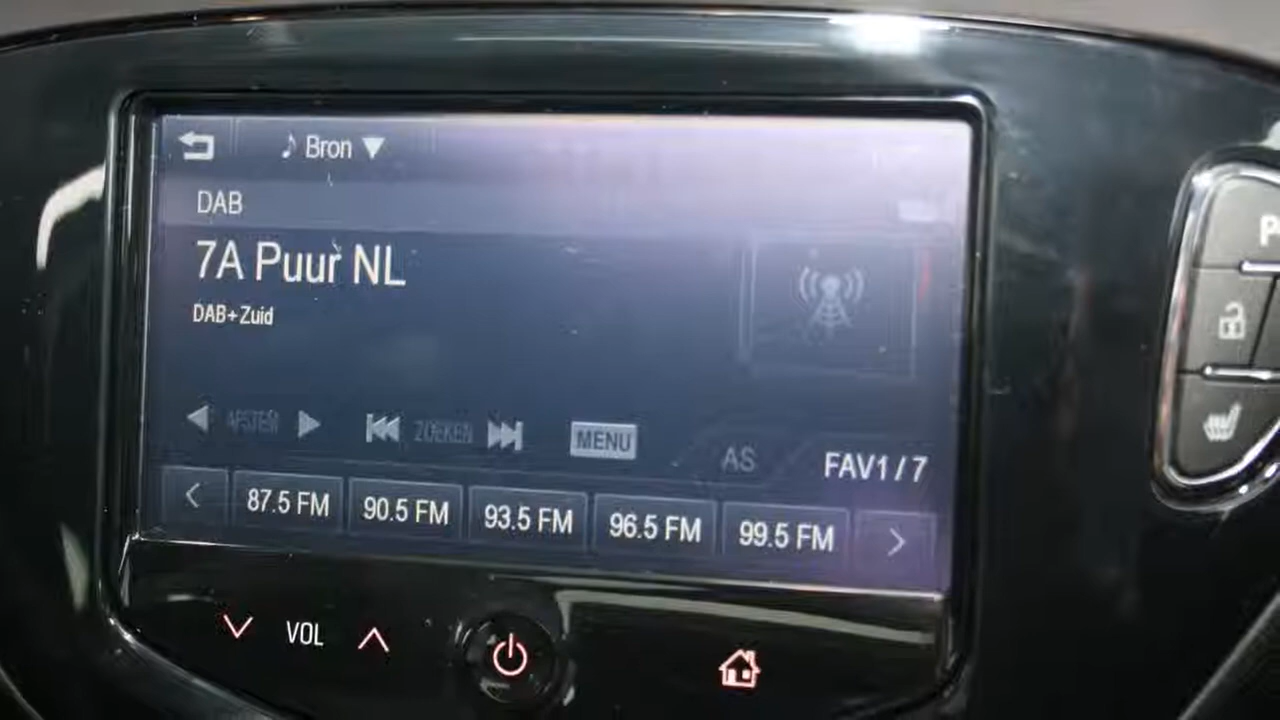 Bron
DAB
7A Puur NL
DAB+Zuid
AFSTEM ZOEKEN MENU AS FAV1 / 7
87.5 FM 90.5 FM 93.5 FM 96.5 FM 99.5 FM
VOL